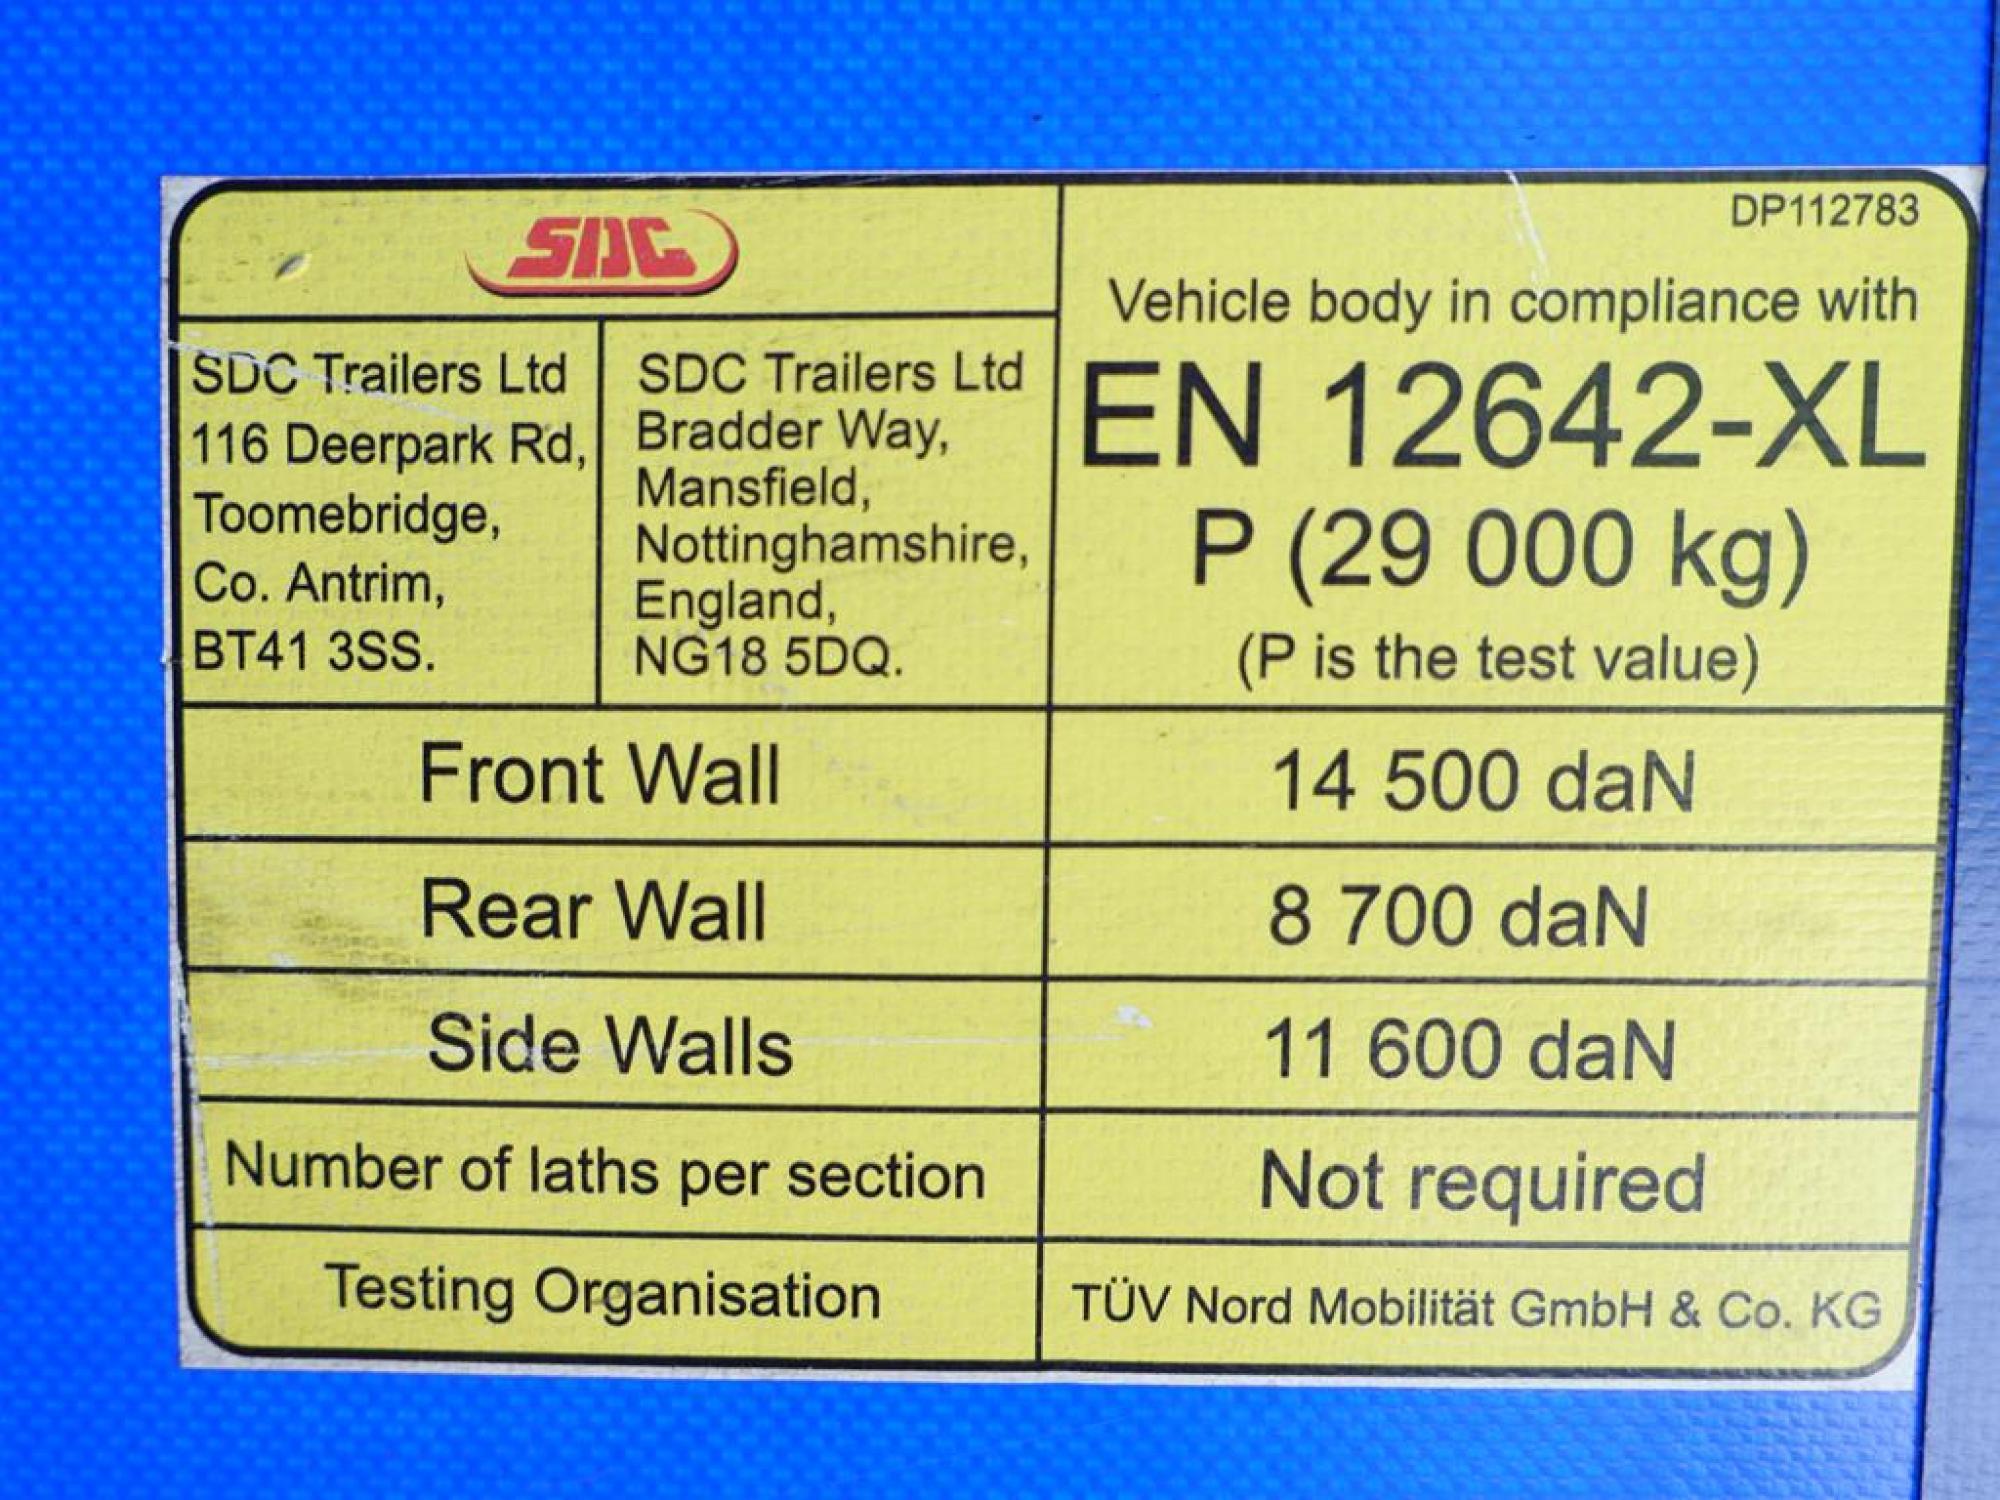 SDC
DP112783
SDC Trailers Ltd
116 Deerpark Rd,
Toomebridge,
Co. Antrim,
BT41 3SS.
SDC Trailers Ltd
Bradder Way,
Mansfield,
Nottinghamshire,
England,
NG18 5DQ.
Vehicle body in compliance with
EN 12642-XL
P (29 000 kg)
(P is the test value)
Front Wall 14 500 daN
Rear Wall 8 700 daN
Side Walls 11 600 daN
Number of laths per section Not required
Testing Organisation TÜV Nord Mobilität GmbH & Co. KG